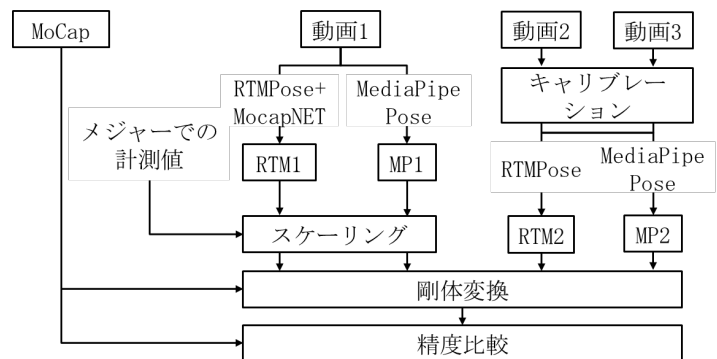 MoCap
動画1
動画2
動画3
RTMPose+
MocapNET
MediaPipe
Pose
キャリブレー
ション
メジャーでの
計測値
RTM1
MP1
RTMPose
MediaPipe
Pose
スケーリング
RTM2
MP2
剛体変換
精度比較